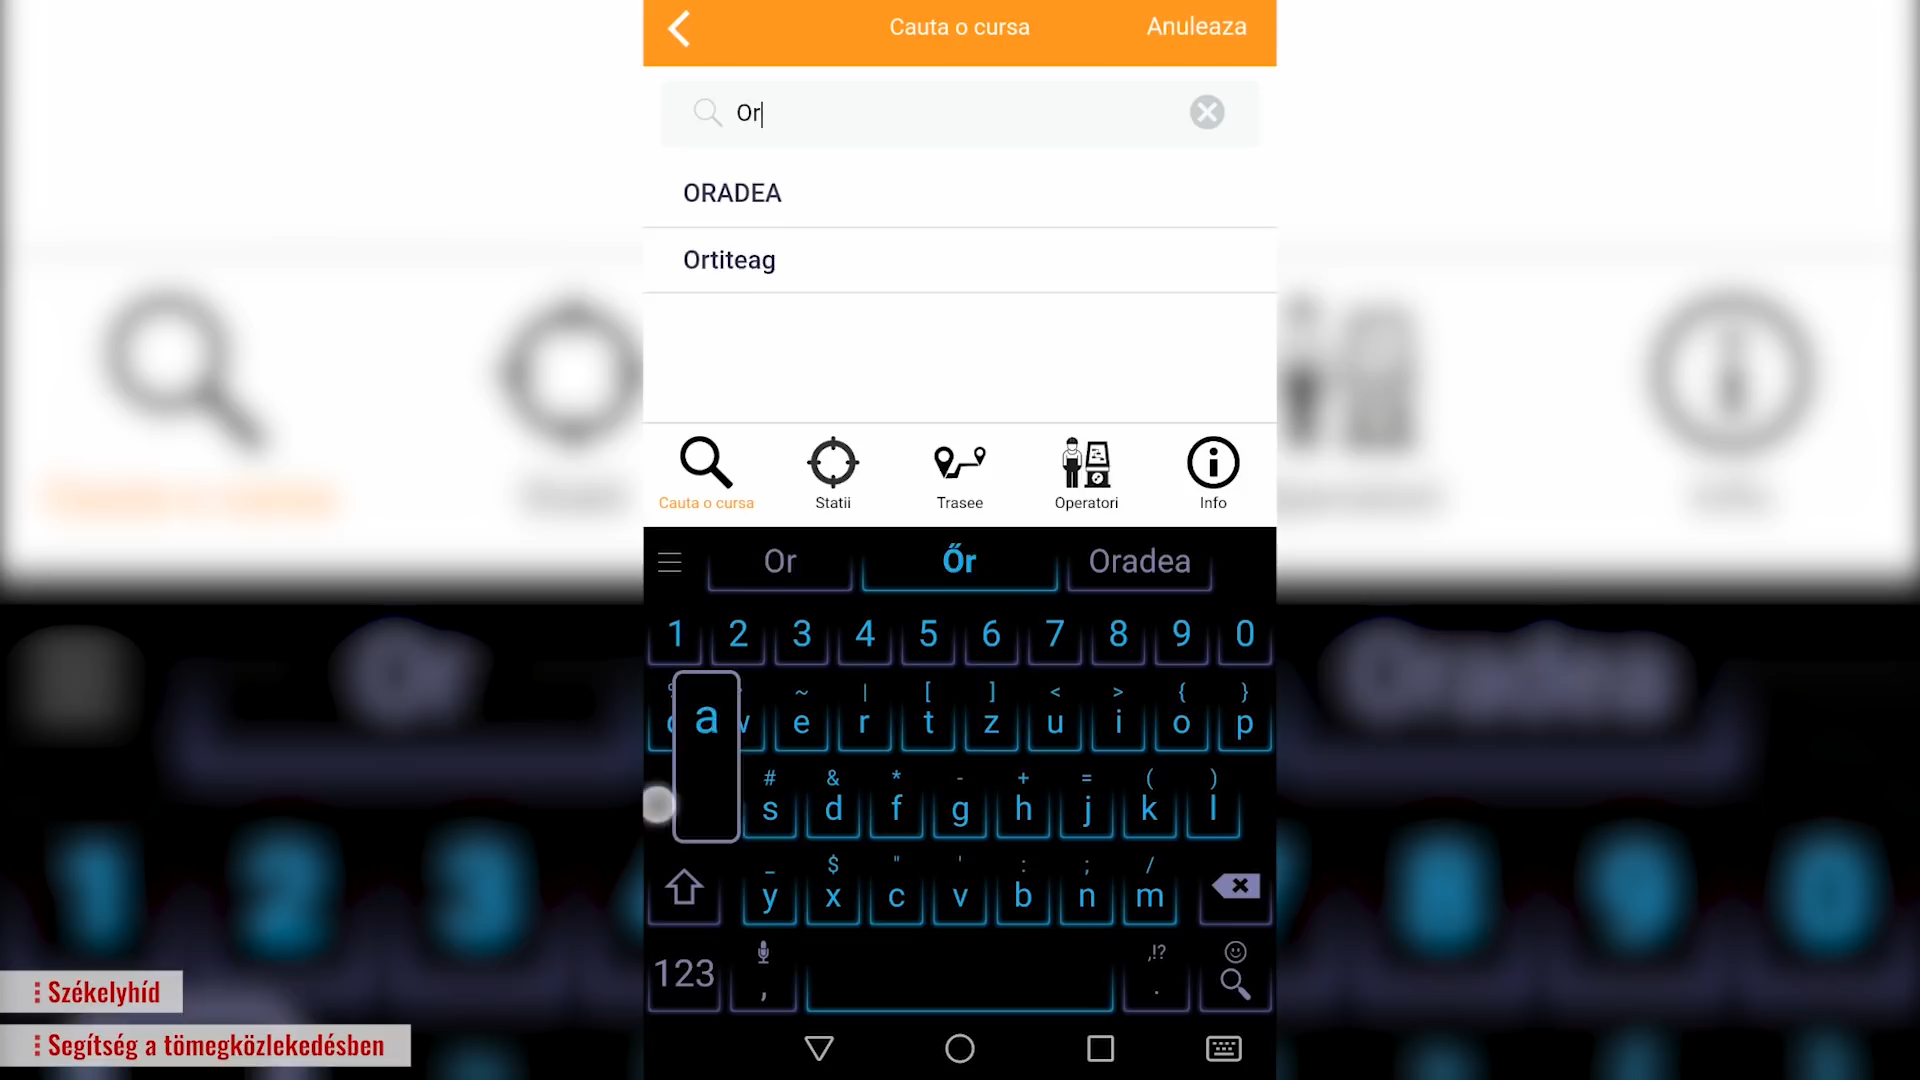 Cauta o cursa Anuleaza
Or
ORADEA
Ortiteag
Cauta o cursa Statii Trasee Operatori Info
Or Őr Oradea
1 2 3 4 5 6 7 8 9 0
~ | [ ] < > { }
a w e r t z u i o p
# & * - + = ( )
s d f g h j k l
_ $ " ' : ; /
y x c v b n m
,!?
123 , .
Székelyhíd
Segítség a tömegközlekedésben